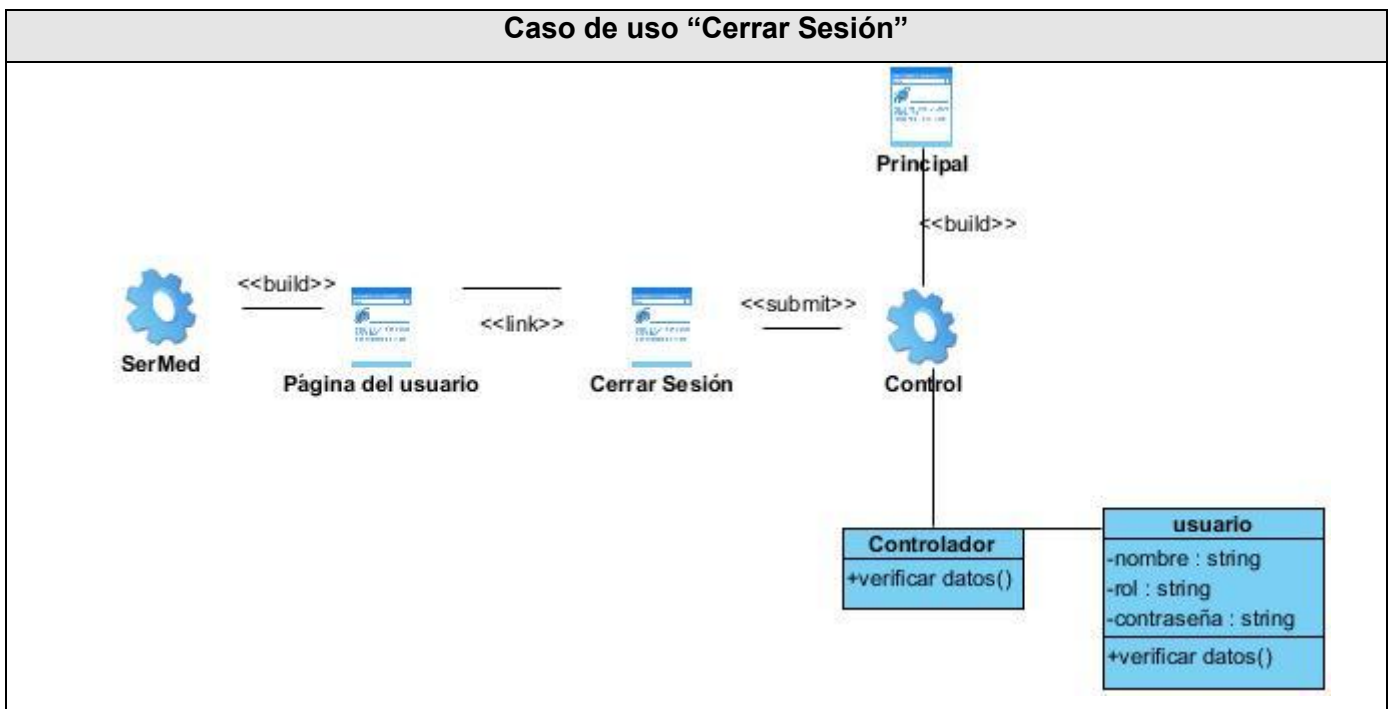 Caso de uso “Cerrar Sesión”
Principal
<<build>>
<<build>>
<<link>>
<<submit>>
SerMed
Página del usuario
Cerrar Sesión
Control
Controlador
+verificar datos()
usuario
-nombre : string
-rol : string
-contraseña : string
+verificar datos()